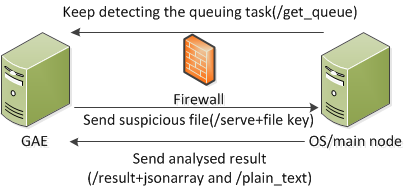 Keep detecting the queuing task(/get_queue)
Firewall
Send suspicious file(/serve+file key)
GAE
OS/main node
Send analysed result
(/result+jsonarray and /plain_text)